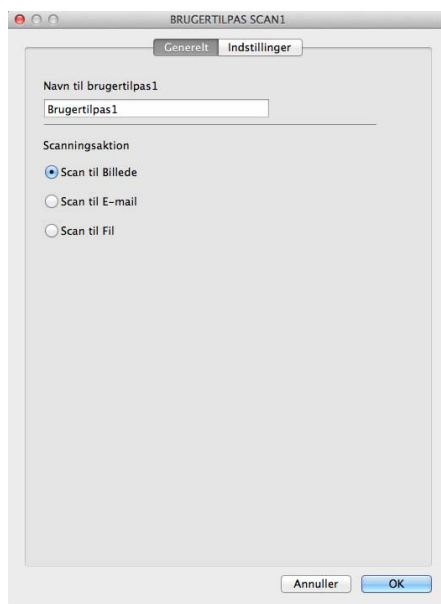 BRUGERTILPAS SCAN1
Generelt Indstillinger
Navn til brugertilpas1
Brugertilpas1
Scanningsaktion
Scan til Billede
Scan til E-mail
Scan til Fil
Annuller OK